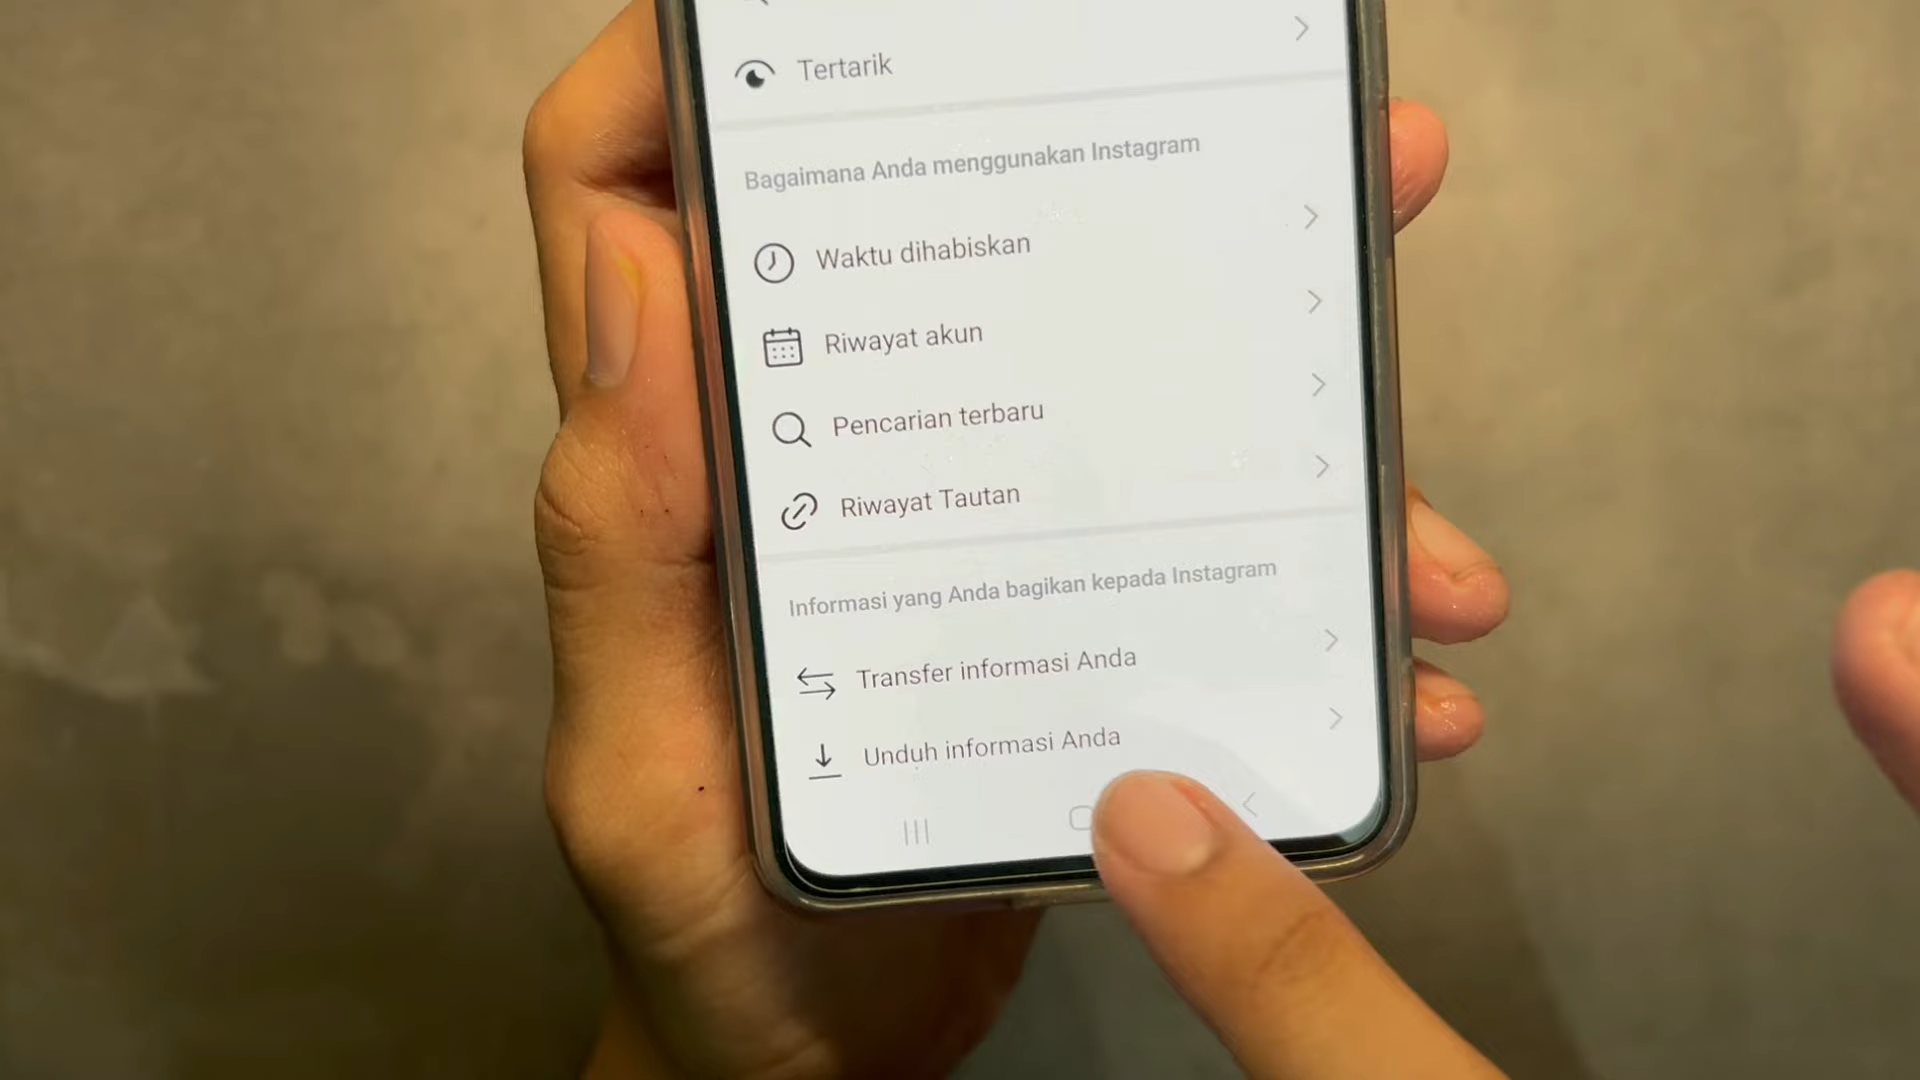 Tertarik
Bagaimana Anda menggunakan Instagram
Waktu dihabiskan
Riwayat akun
Pencarian terbaru
Riwayat Tautan
Informasi yang Anda bagikan kepada Instagram
Transfer informasi Anda
Unduh informasi Anda